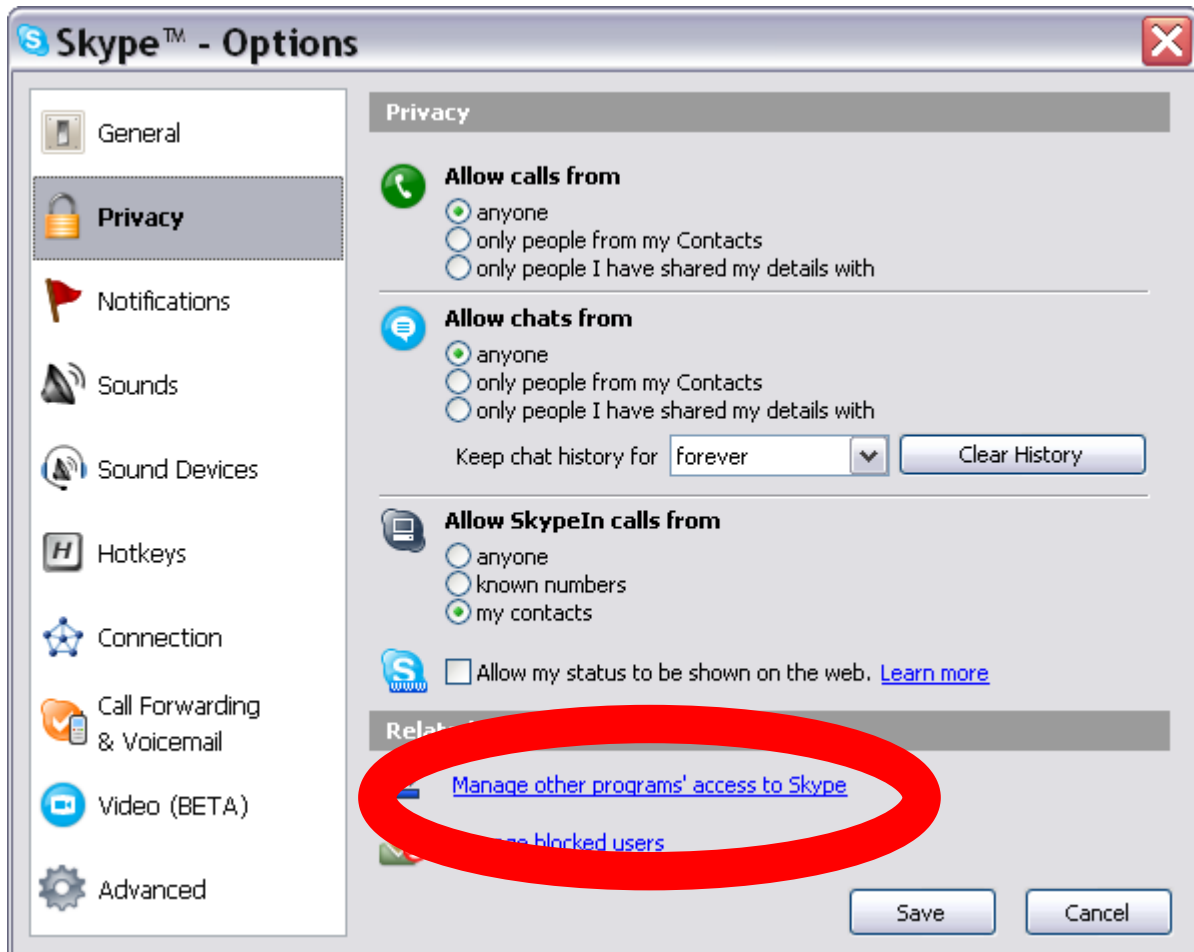 Skype™ - Options
General
Privacy
Notifications
Sounds
Sound Devices
Hotkeys
Connection
Call Forwarding
& Voicemail
Video (BETA)
Advanced
Privacy
Allow calls from
anyone
only people from my Contacts
only people I have shared my details with
Allow chats from
anyone
only people from my Contacts
only people I have shared my details with
Keep chat history for forever Clear History
Allow SkypeIn calls from
anyone
known numbers
my contacts
Allow my status to be shown on the web. Learn more
Manage other programs' access to Skype
blocked users
Save Cancel